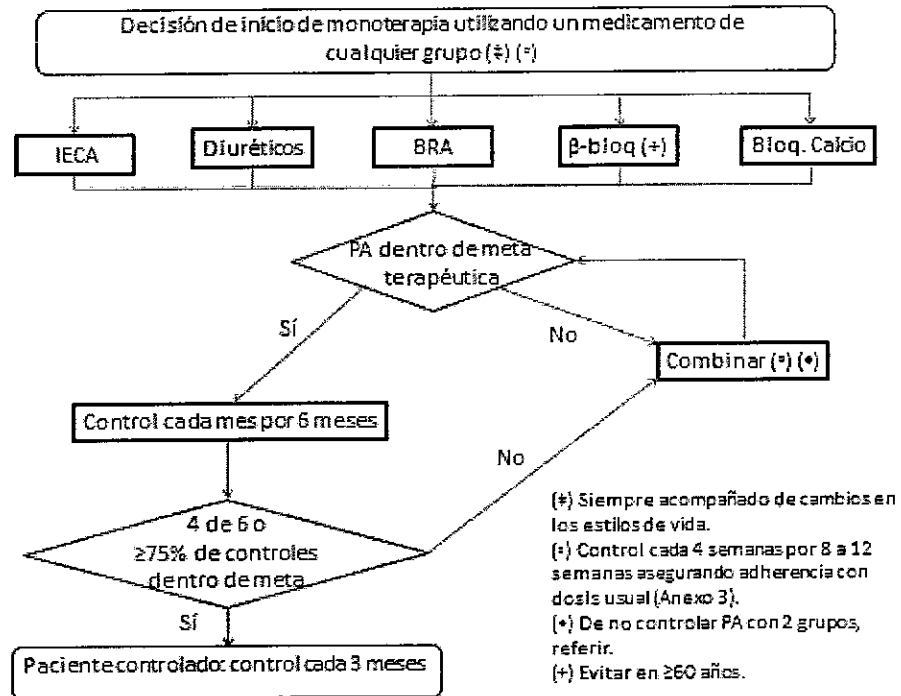 Decisión de inicio de monoterapia utilizando un medicamento de
cualquier grupo (‡) (▫)
IECA
Diuréticos
BRA
β-bloq (+)
Bloq. Calcio
PA dentro de meta
terapéutica
Sí
No
Combinar (▫) (•)
Control cada mes por 6 meses
No
4 de 6 o
≥75% de controles
dentro de meta
Sí
Paciente controlado: control cada 3 meses
(‡) Siempre acompañado de cambios en
los estilos de vida.
(▫) Control cada 4 semanas por 8 a 12
semanas asegurando adherencia con
dosis usual (Anexo 3).
(•) De no controlar PA con 2 grupos,
referir.
(+) Evitar en ≥60 años.